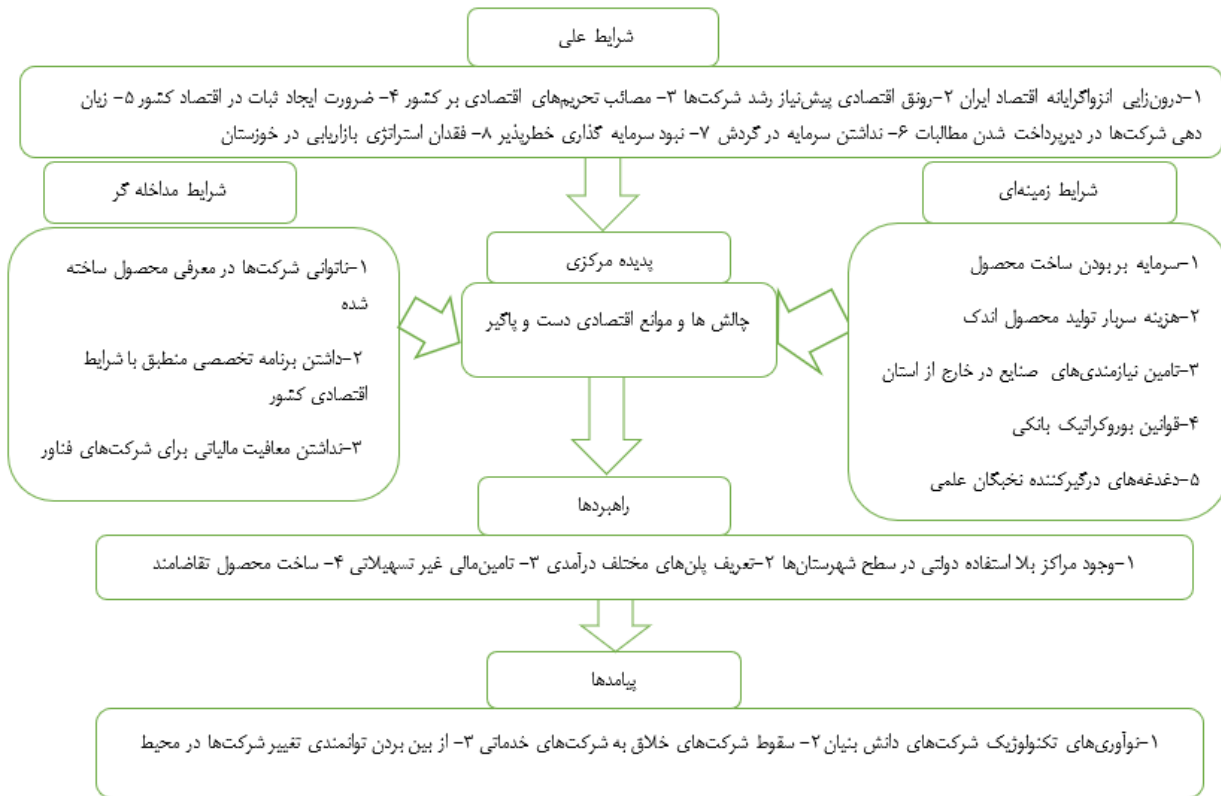 شرایط علی
۱-درون‌زایی انزواگرایانه اقتصاد ایران ۲-رونق اقتصادی پیش‌نیاز رشد شرکت‌ها ۳- مصائب تحریم‌های اقتصادی بر کشور ۴- ضرورت ایجاد ثبات در اقتصاد کشور ۵- زیان
دهی شرکت‌ها در دیرپرداخت شدن مطالبات ۶- نداشتن سرمایه در گردش ۷- نبود سرمایه گذاری خطرپذیر ۸- فقدان استراتژی بازاریابی در خوزستان
شرایط زمینه‌ای
۱-سرمایه بر بودن ساخت محصول
۲-هزینه سربار تولید محصول اندک
۳-تامین نیازمندی‌های صنایع در خارج از استان
۴-قوانین بوروکراتیک بانکی
۵-دغدغه‌های درگیرکننده نخبگان علمی
پدیده مرکزی
چالش ها و موانع اقتصادی دست و پاگیر
شرایط مداخله گر
۱-ناتوانی شرکت‌ها در معرفی محصول ساخته
شده
۲-داشتن برنامه تخصصی منطبق با شرایط
اقتصادی کشور
۳-نداشتن معافیت مالیاتی برای شرکت‌های فناور
راهبردها
۱-وجود مراکز بلا استفاده دولتی در سطح شهرستان‌ها ۲-تعریف پلن‌های مختلف درآمدی ۳- تامین‌مالی غیر تسهیلاتی ۴- ساخت محصول تقاضامند
پیامدها
۱-نوآوری‌های تکنولوژیک شرکت‌های دانش بنیان ۲- سقوط شرکت‌های خلاق به شرکت‌های خدماتی ۳- از بین بردن توانمندی تغییر شرکت‌ها در محیط